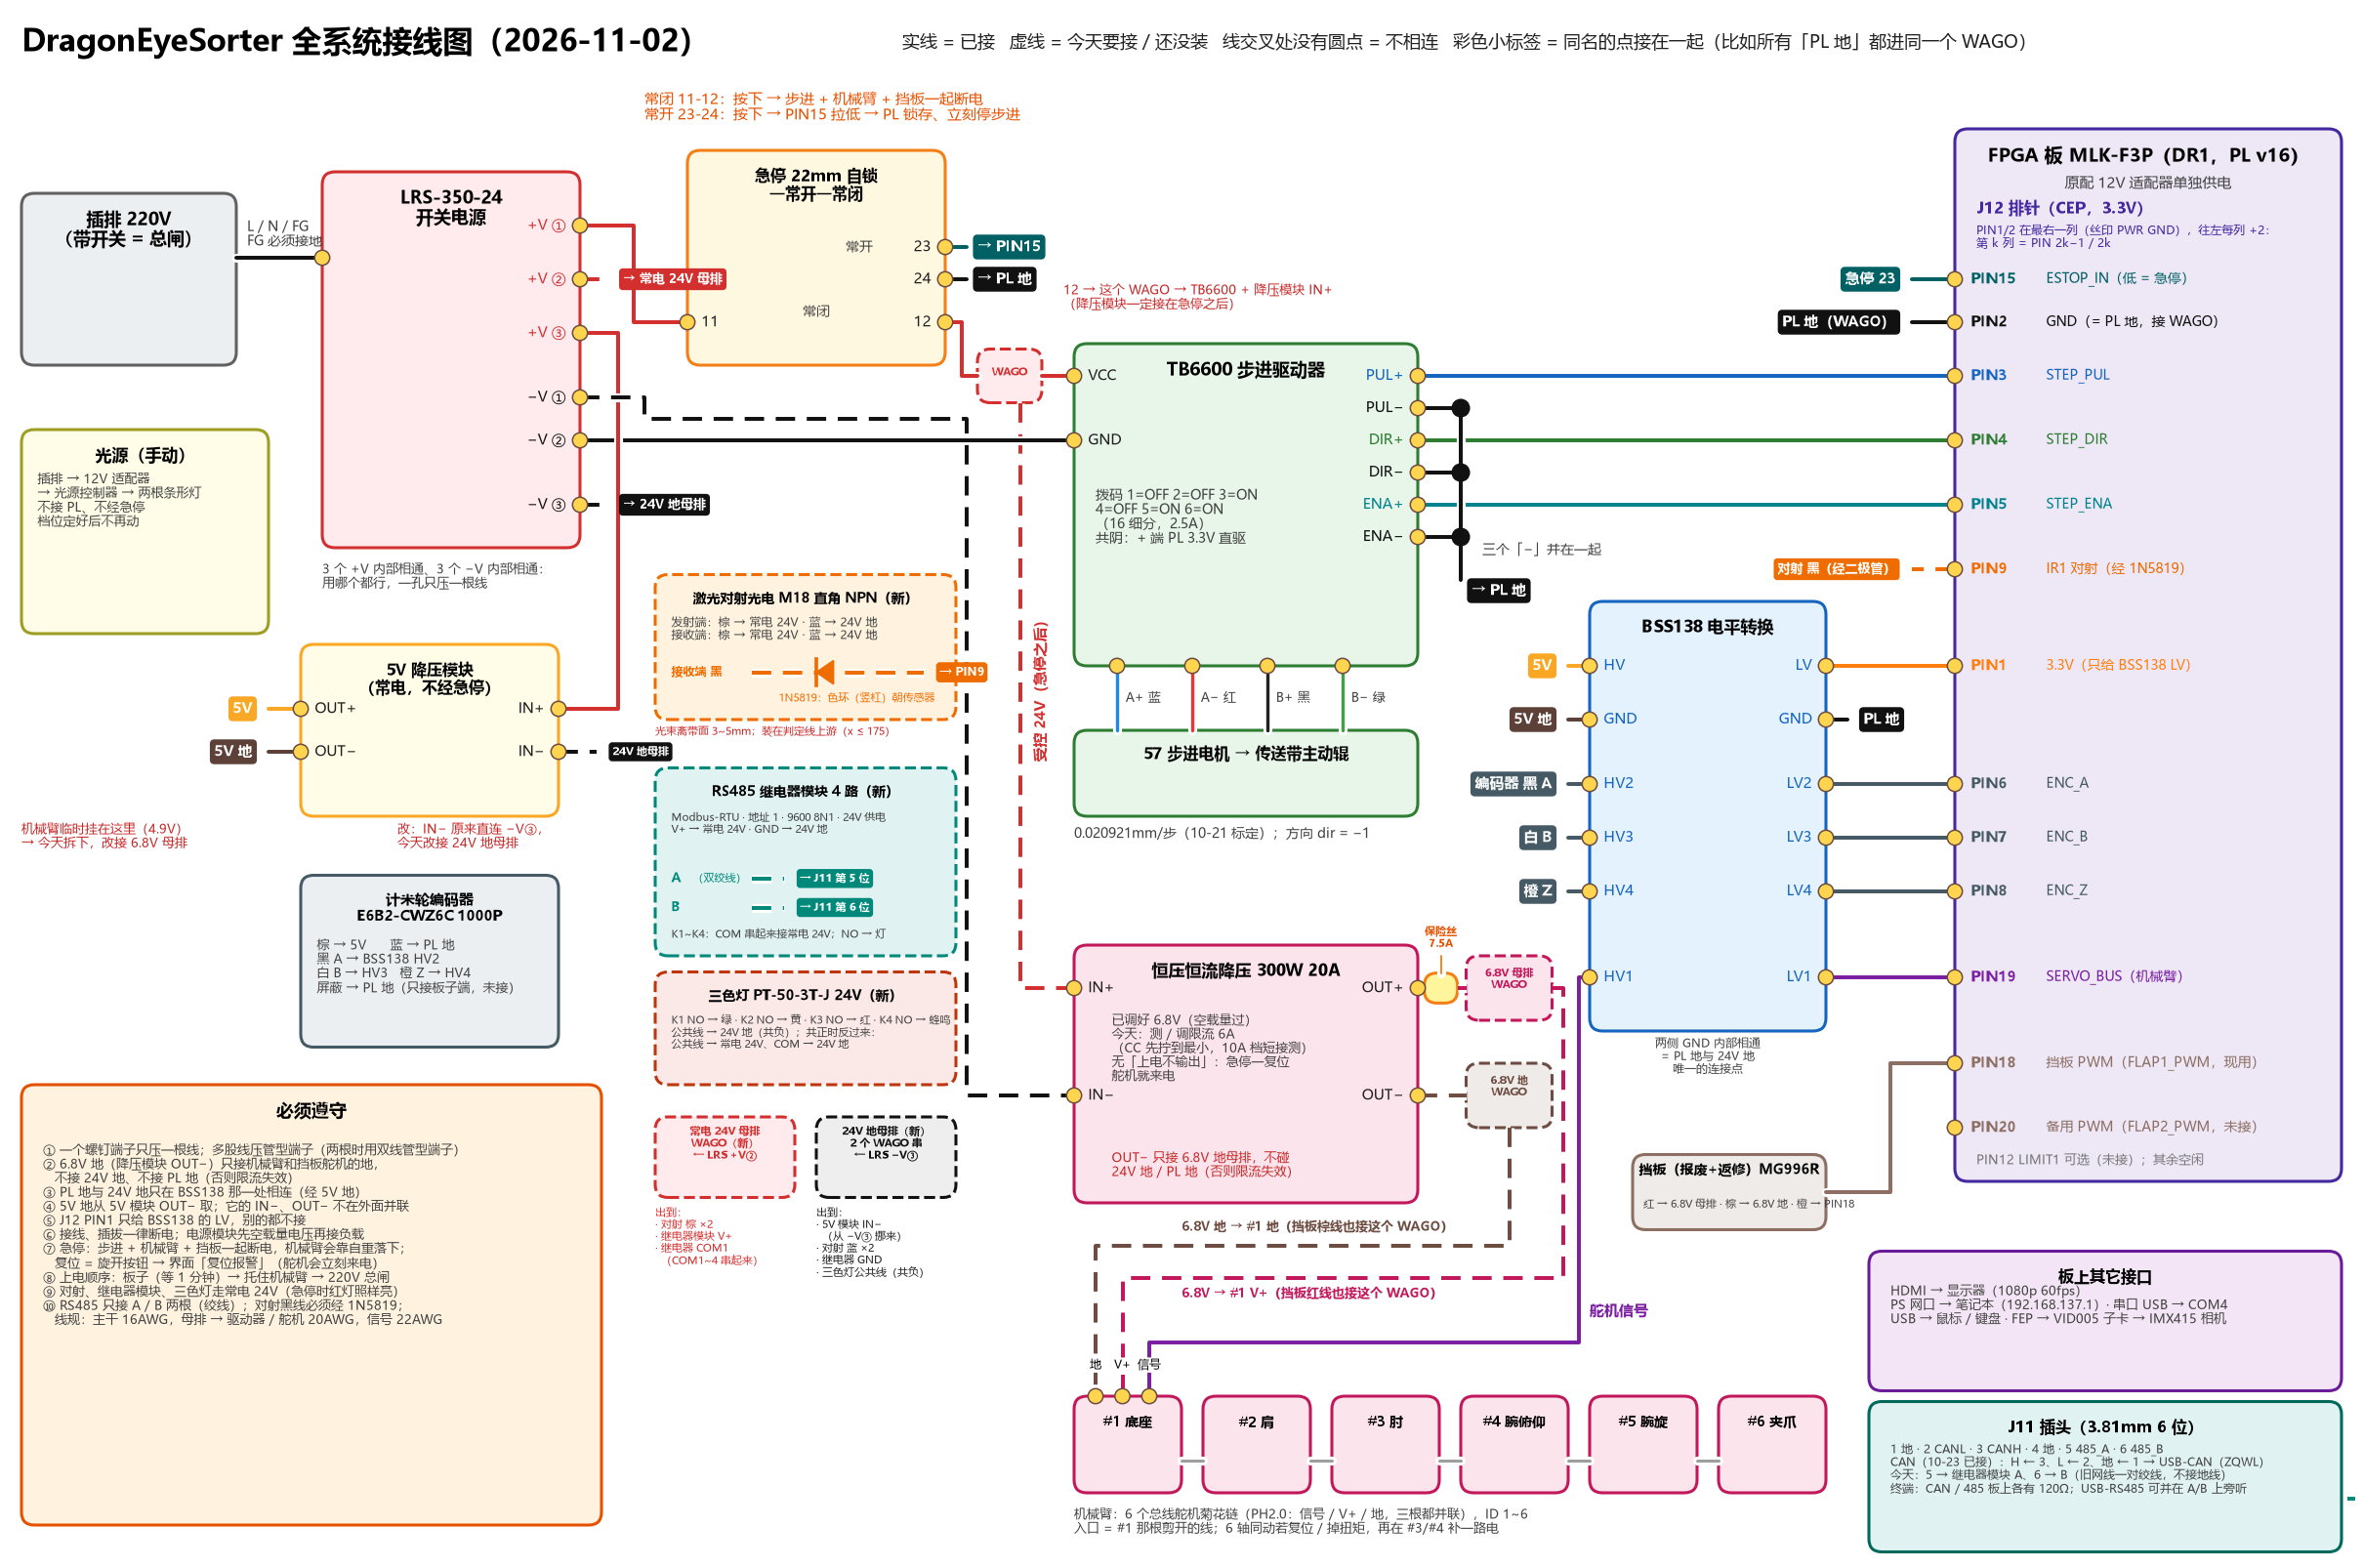 DragonEyeSorter 全系统接线图（2026-11-02）
实线 = 已接   虚线 = 今天要接 / 还没装   线交叉处没有圆点 = 不相连   彩色小标签 = 同名的点接在一起（比如所有「PL 地」都进同一个 WAGO）
常闭 11-12：按下 → 步进 + 机械臂 + 挡板一起断电
常开 23-24：按下 → PIN15 拉低 → PL 锁存、立刻停步进
插排 220V
（带开关 = 总闸）
L / N / FG
FG 必须接地
LRS-350-24
开关电源
+V ①
+V ②
+V ③
−V ①
−V ②
−V ③
→ 常电 24V 母排
→ 24V 地母排
3 个 +V 内部相通、3 个 −V 内部相通：
用哪个都行，一孔只压一根线
急停 22mm 自锁
一常开一常闭
常开
23
24
常闭
11
12
→ PIN15
→ PL 地
12 → 这个 WAGO → TB6600 + 降压模块 IN+
（降压模块一定接在急停之后）
WAGO
TB6600 步进驱动器
VCC
GND
PUL+
PUL−
DIR+
DIR−
ENA+
ENA−
拨码 1=OFF 2=OFF 3=ON
4=OFF 5=ON 6=ON
（16 细分，2.5A）
共阴：+ 端 PL 3.3V 直驱
三个「−」并在一起
→ PL 地
A+ 蓝
A− 红
B+ 黑
B− 绿
57 步进电机 → 传送带主动辊
0.020921mm/步（10-21 标定）；方向 dir = −1
FPGA 板 MLK-F3P（DR1，PL v16）
原配 12V 适配器单独供电
J12 排针（CEP，3.3V）
PIN1/2 在最右一列（丝印 PWR GND），往左每列 +2：
第 k 列 = PIN 2k−1 / 2k
急停 23
PIN15 ESTOP_IN（低 = 急停）
PL 地（WAGO）
PIN2 GND（= PL 地，接 WAGO）
PIN3 STEP_PUL
PIN4 STEP_DIR
PIN5 STEP_ENA
对射 黑（经二极管）
PIN9 IR1 对射（经 1N5819）
PIN1 3.3V（只给 BSS138 LV）
PIN6 ENC_A
PIN7 ENC_B
PIN8 ENC_Z
PIN19 SERVO_BUS（机械臂）
PIN18 挡板 PWM（FLAP1_PWM，现用）
PIN20 备用 PWM（FLAP2_PWM，未接）
PIN12 LIMIT1 可选（未接）；其余空闲
BSS138 电平转换
5V
HV
LV
5V 地
GND
GND
PL 地
编码器 黑 A
HV2
LV2
白 B
HV3
LV3
橙 Z
HV4
LV4
HV1
LV1
两侧 GND 内部相通
= PL 地与 24V 地
唯一的连接点
光源（手动）
插排 → 12V 适配器
→ 光源控制器 → 两根条形灯
不接 PL、不经急停
档位定好后不再动
5V 降压模块
（常电，不经急停）
5V
OUT+
IN+
5V 地
OUT−
IN−
24V 地母排
机械臂临时挂在这里（4.9V）
→ 今天拆下，改接 6.8V 母排
改：IN− 原来直连 −V③，
今天改接 24V 地母排
计米轮编码器
E6B2-CWZ6C 1000P
棕 → 5V      蓝 → PL 地
黑 A → BSS138 HV2
白 B → HV3   橙 Z → HV4
屏蔽 → PL 地（只接板子端，未接）
激光对射光电 M18 直角 NPN（新）
发射端：棕 → 常电 24V · 蓝 → 24V 地
接收端：棕 → 常电 24V · 蓝 → 24V 地
接收端 黑
→ PIN9
1N5819：色环（竖杠）朝传感器
光束离带面 3~5mm；装在判定线上游（x ≤ 175）
RS485 继电器模块 4 路（新）
Modbus-RTU · 地址 1 · 9600 8N1 · 24V 供电
V+ → 常电 24V · GND → 24V 地
A （双绞线）
→ J11 第 5 位
B
→ J11 第 6 位
K1~K4：COM 串起来接常电 24V；NO → 灯
三色灯 PT-50-3T-J 24V（新）
K1 NO → 绿 · K2 NO → 黄 · K3 NO → 红 · K4 NO → 蜂鸣
公共线 → 24V 地（共负）；共正时反过来：
公共线 → 常电 24V、COM → 24V 地
常电 24V 母排
WAGO（新）
← LRS +V②
24V 地母排（新）
2 个 WAGO 串
← LRS −V③
出到：
· 对射 棕 ×2
· 继电器模块 V+
· 继电器 COM1
（COM1~4 串起来）
出到：
· 5V 模块 IN−
（从 −V③ 挪来）
· 对射 蓝 ×2
· 继电器 GND
· 三色灯公共线（共负）
受控 24V（急停之后）
恒压恒流降压 300W 20A
IN+
IN−
OUT+
OUT−
已调好 6.8V（空载量过）
今天：测 / 调限流 6A
（CC 先拧到最小，10A 档短接测）
无「上电不输出」：急停一复位
舵机就来电
OUT− 只接 6.8V 地母排，不碰
24V 地 / PL 地（否则限流失效）
保险丝
7.5A
6.8V 母排
WAGO
6.8V 地
WAGO
6.8V 地 → #1 地（挡板棕线也接这个 WAGO）
6.8V → #1 V+（挡板红线也接这个 WAGO）
舵机信号
挡板（报废+返修）MG996R
红 → 6.8V 母排 · 棕 → 6.8V 地 · 橙 → PIN18
必须遵守
① 一个螺钉端子只压一根线；多股线压管型端子（两根时用双线管型端子）
② 6.8V 地（降压模块 OUT−）只接机械臂和挡板舵机的地，
不接 24V 地、不接 PL 地（否则限流失效）
③ PL 地与 24V 地只在 BSS138 那一处相连（经 5V 地）
④ 5V 地从 5V 模块 OUT− 取；它的 IN−、OUT− 不在外面并联
⑤ J12 PIN1 只给 BSS138 的 LV，别的都不接
⑥ 接线、插拔一律断电；电源模块先空载量电压再接负载
⑦ 急停：步进 + 机械臂 + 挡板一起断电，机械臂会靠自重落下；
复位 = 旋开按钮 → 界面「复位报警」（舵机会立刻来电）
⑧ 上电顺序：板子（等 1 分钟）→ 托住机械臂 → 220V 总闸
⑨ 对射、继电器模块、三色灯走常电 24V（急停时红灯照样亮）
⑩ RS485 只接 A / B 两根（绞线）；对射黑线必须经 1N5819；
线规：主干 16AWG，母排 → 驱动器 / 舵机 20AWG，信号 22AWG
地
V+
信号
#1 底座
#2 肩
#3 肘
#4 腕俯仰
#5 腕旋
#6 夹爪
机械臂：6 个总线舵机菊花链（PH2.0：信号 / V+ / 地，三根都并联），ID 1~6
入口 = #1 那根剪开的线；6 轴同动若复位 / 掉扭矩，再在 #3/#4 补一路电
板上其它接口
HDMI → 显示器（1080p 60fps）
PS 网口 → 笔记本（192.168.137.1）· 串口 USB → COM4
USB → 鼠标 / 键盘 · FEP → VID005 子卡 → IMX415 相机
J11 插头（3.81mm 6 位）
1 地 · 2 CANL · 3 CANH · 4 地 · 5 485_A · 6 485_B
CAN（10-23 已接）：H ← 3、L ← 2、地 ← 1 → USB-CAN（ZQWL）
今天：5 → 继电器模块 A、6 → B（旧网线一对绞线，不接地线）
终端：CAN / 485 板上各有 120Ω；USB-RS485 可并在 A/B 上旁听